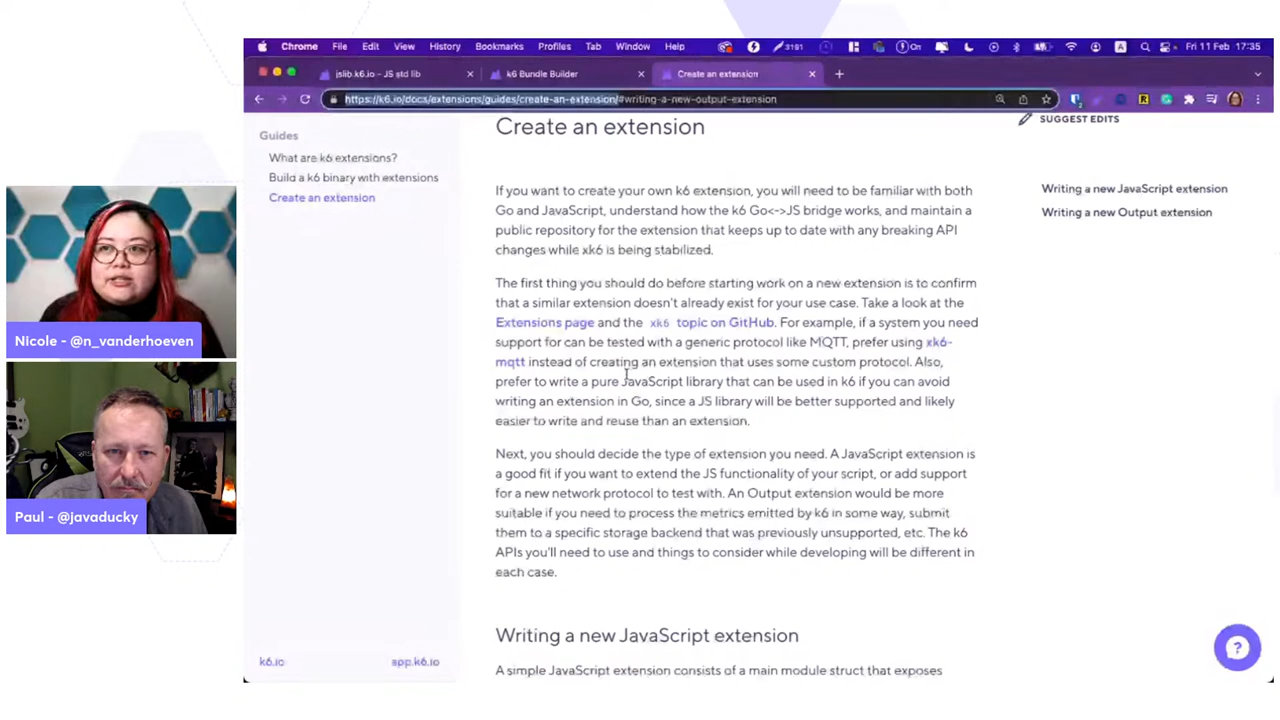 Chrome File Edit View History Bookmarks Profiles Tab Window Help 3191 On A Fri 11 Feb 17:35
jslib.k6.io - JS std lib k6 Bundle Builder Create an extension
https://k6.io/docs/extensions/guides/create-an-extension/#writing-a-new-output-extension
Guides
What are k6 extensions?
Build a k6 binary with extensions
Create an extension
Create an extension
If you want to create your own k6 extension, you will need to be familiar with both
Go and JavaScript, understand how the k6 Go<->JS bridge works, and maintain a
public repository for the extension that keeps up to date with any breaking API
changes while xk6 is being stabilized.
The first thing you should do before starting work on a new extension is to confirm
that a similar extension doesn't already exist for your use case. Take a look at the
Extensions page and the xk6 topic on GitHub. For example, if a system you need
support for can be tested with a generic protocol like MQTT, prefer using xk6-
mqtt instead of creating an extension that uses some custom protocol. Also,
prefer to write a pure JavaScript library that can be used in k6 if you can avoid
writing an extension in Go, since a JS library will be better supported and likely
easier to write and reuse than an extension.
Next, you should decide the type of extension you need. A JavaScript extension is
a good fit if you want to extend the JS functionality of your script, or add support
for a new network protocol to test with. An Output extension would be more
suitable if you need to process the metrics emitted by k6 in some way, submit
them to a specific storage backend that was previously unsupported, etc. The k6
APIs you'll need to use and things to consider while developing will be different in
each case.
Writing a new JavaScript extension
A simple JavaScript extension consists of a main module struct that exposes
SUGGEST EDITS
Writing a new JavaScript extension
Writing a new Output extension
k6.io app.k6.io
?
Nicole - @n_vanderhoeven
Paul - @javaducky